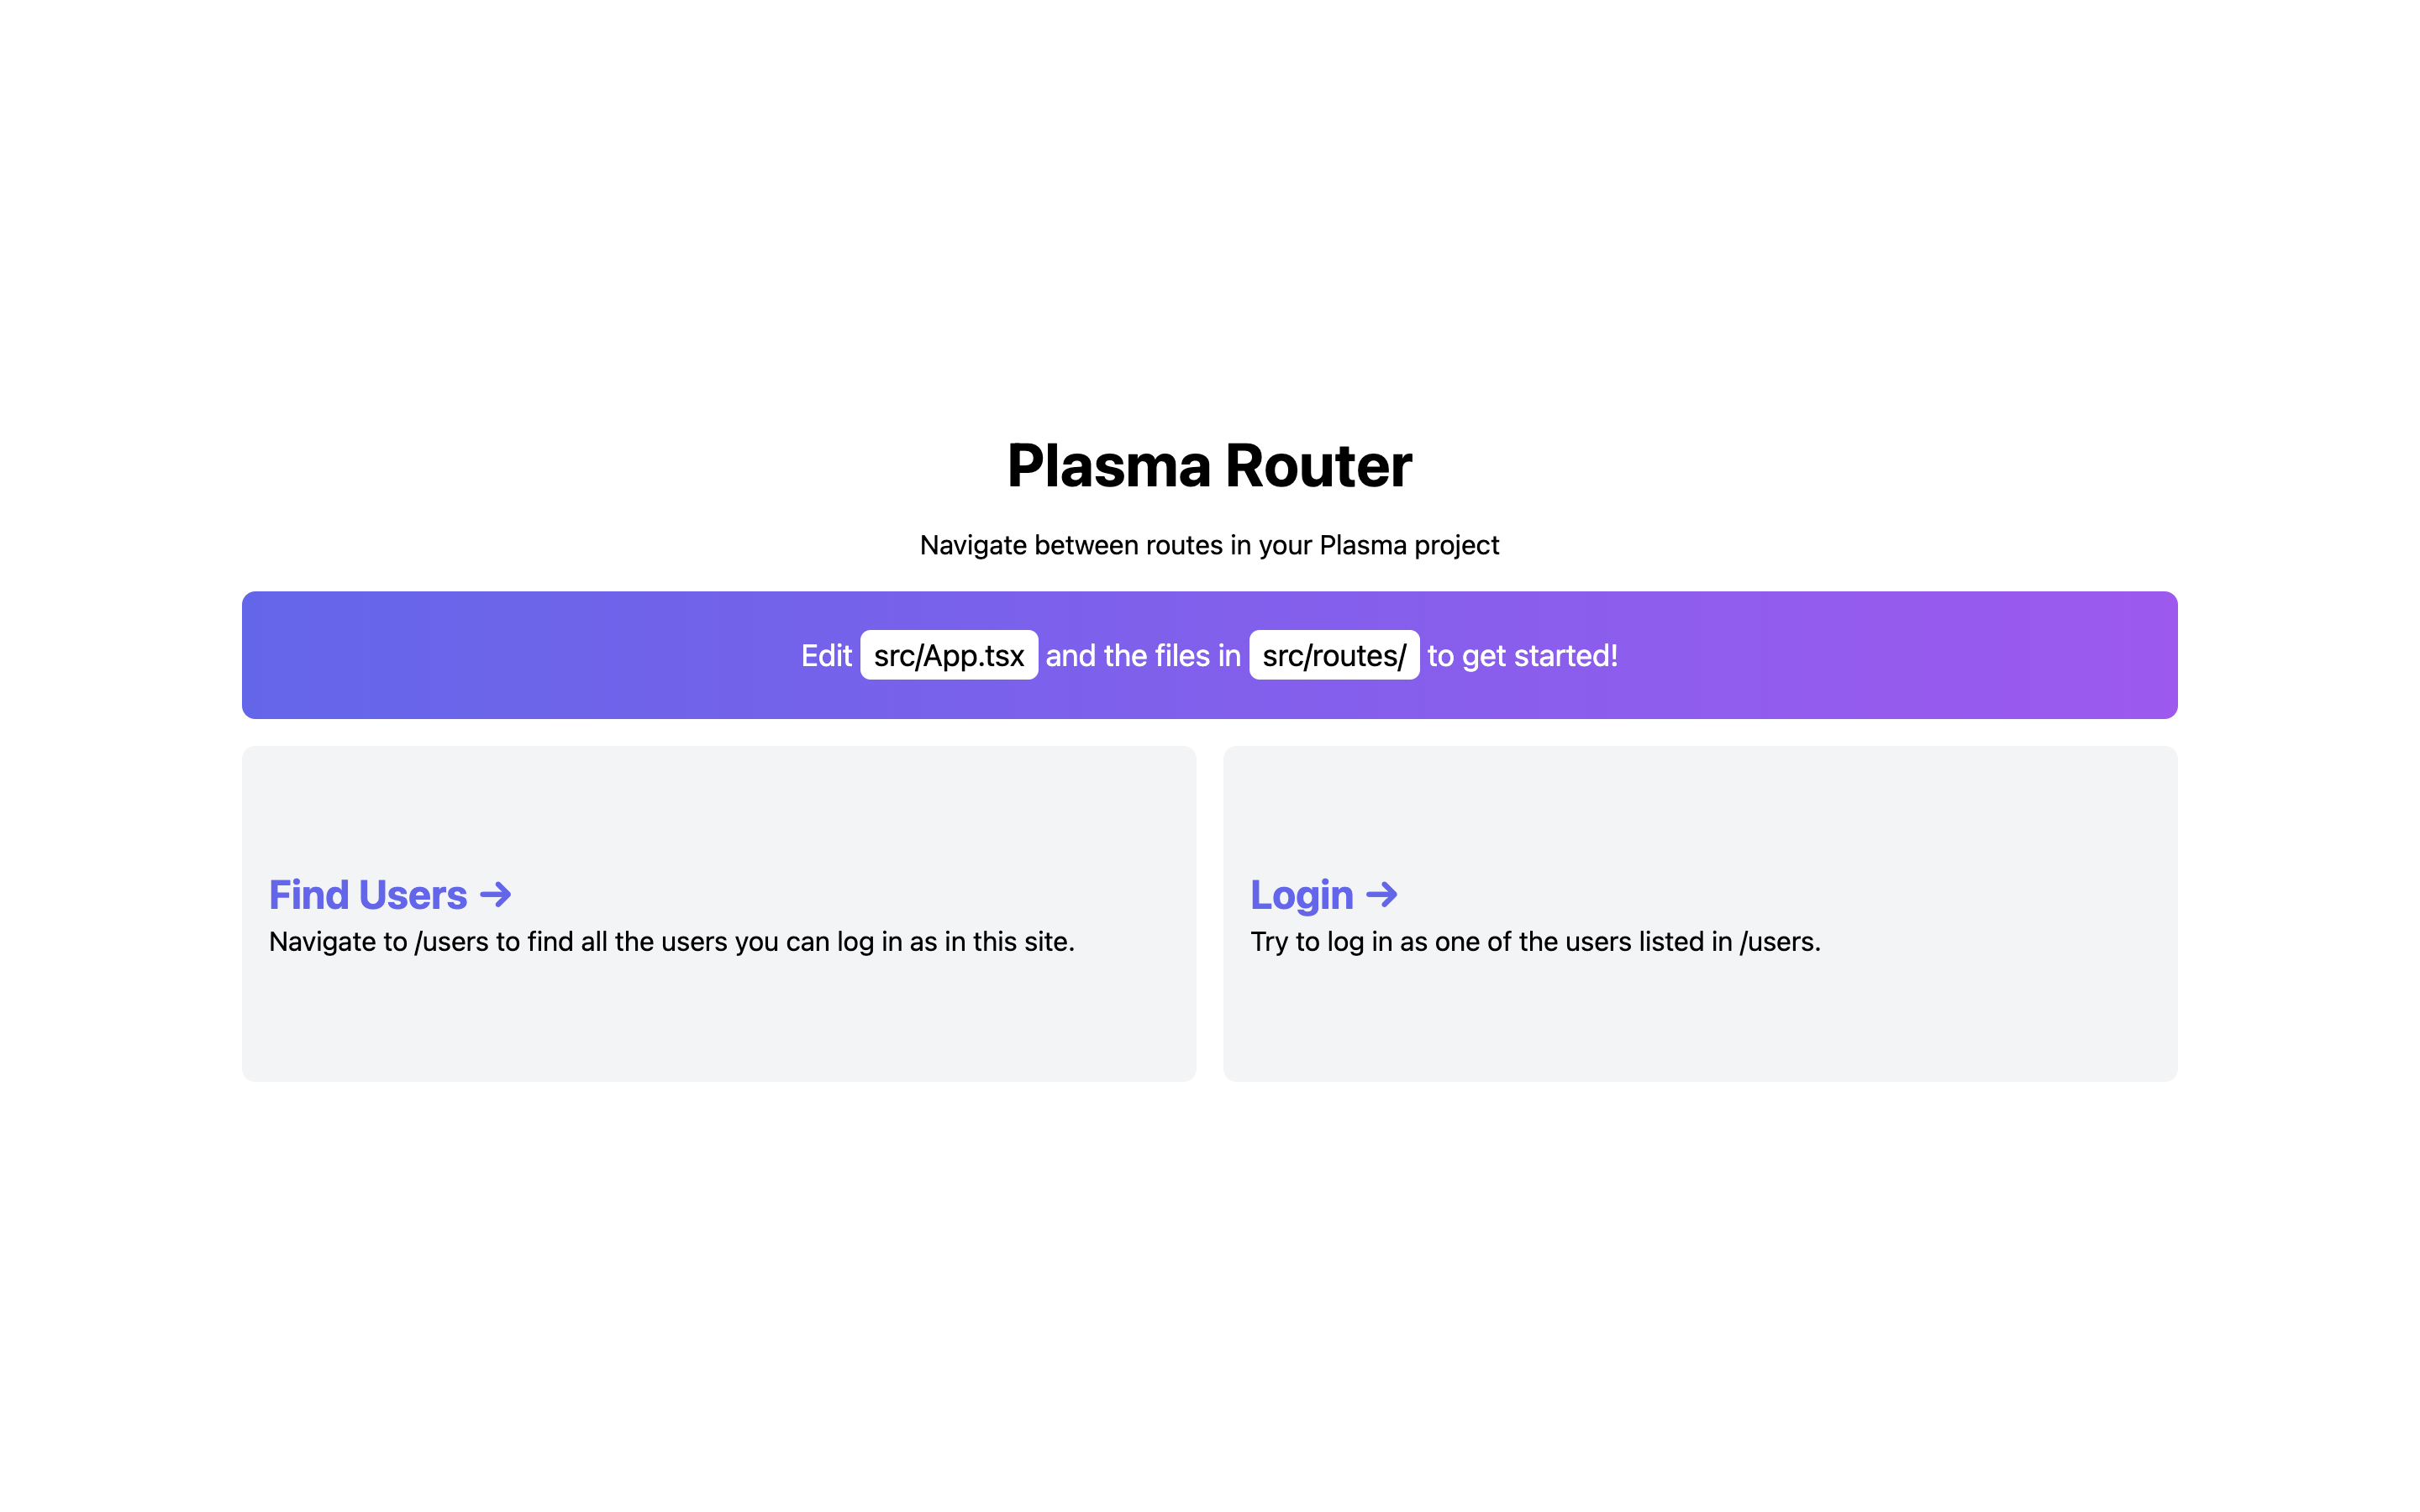 Plasma Router
Navigate between routes in your Plasma project
Edit src/App.tsx and the files in src/routes/ to get started!
Find Users →
Navigate to /users to find all the users you can log in as in this site.
Login →
Try to log in as one of the users listed in /users.